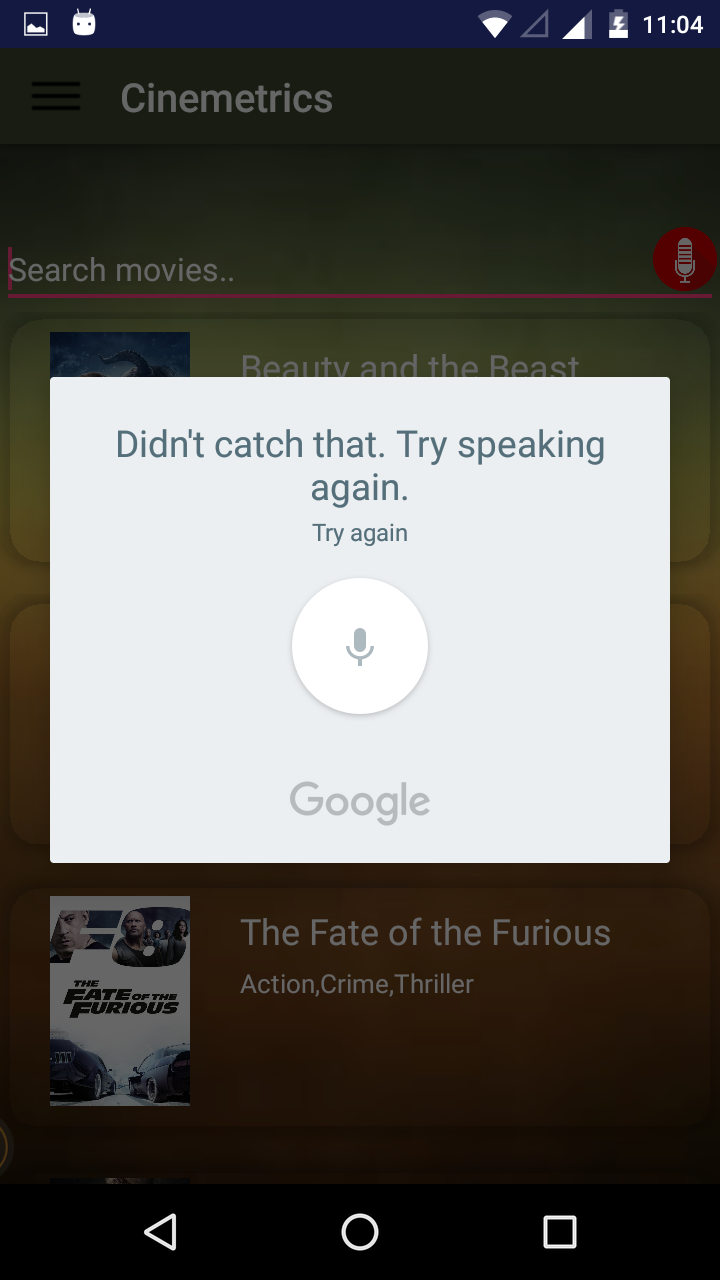 11:04
Cinemetrics
Search movies..
Beauty and the Beast
Didn't catch that. Try speaking
again.
Try again
Google
F8
THE
FATE OF THE
FURIOUS
The Fate of the Furious
Action,Crime,Thriller